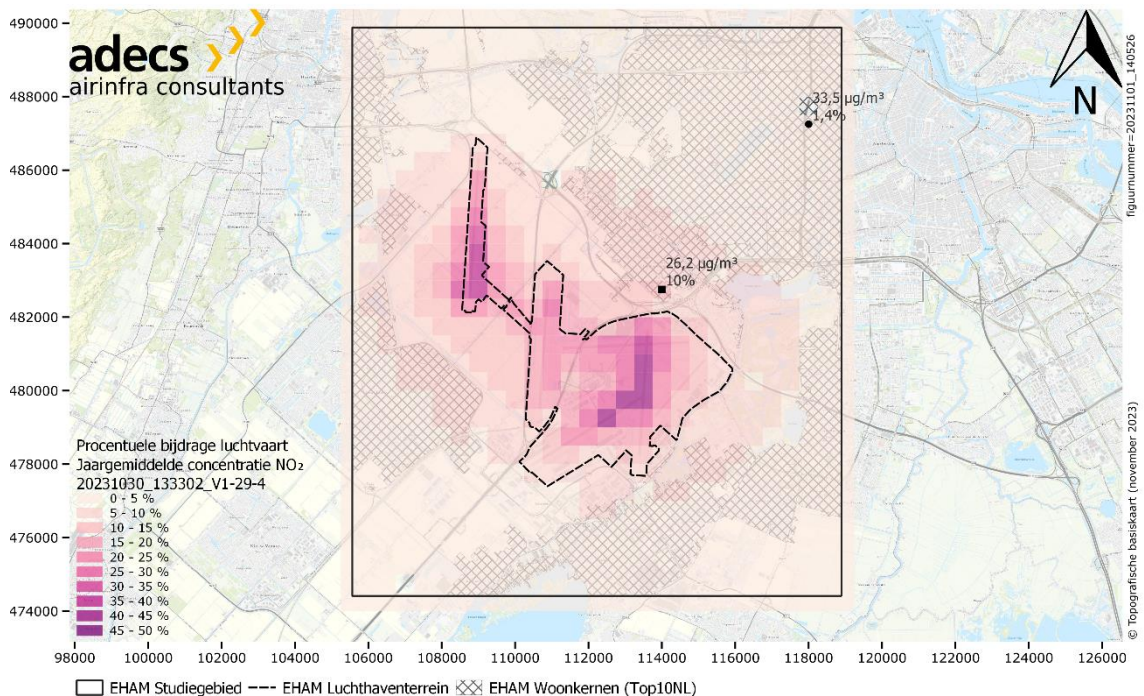 adecs
airinfra consultants
490000
488000
486000
484000
482000
480000
478000
476000
474000
N
33,5 µg/m³
1,4%
26,2 µg/m³
10%
figuurnummer=20231101_140526
© Topografische basiskaart (november 2023)
Procentuele bijdrage luchtvaart
Jaargemiddelde concentratie NO₂
20231030_133302_V1-29-4
0 - 5 %
5 - 10 %
10 - 15 %
15 - 20 %
20 - 25 %
25 - 30 %
30 - 35 %
35 - 40 %
40 - 45 %
45 - 50 %
98000 100000 102000 104000 106000 108000 110000 112000 114000 116000 118000 120000 122000 124000 126000
EHAM Studiegebied EHAM Luchthaventerrein EHAM Woonkernen (Top10NL)